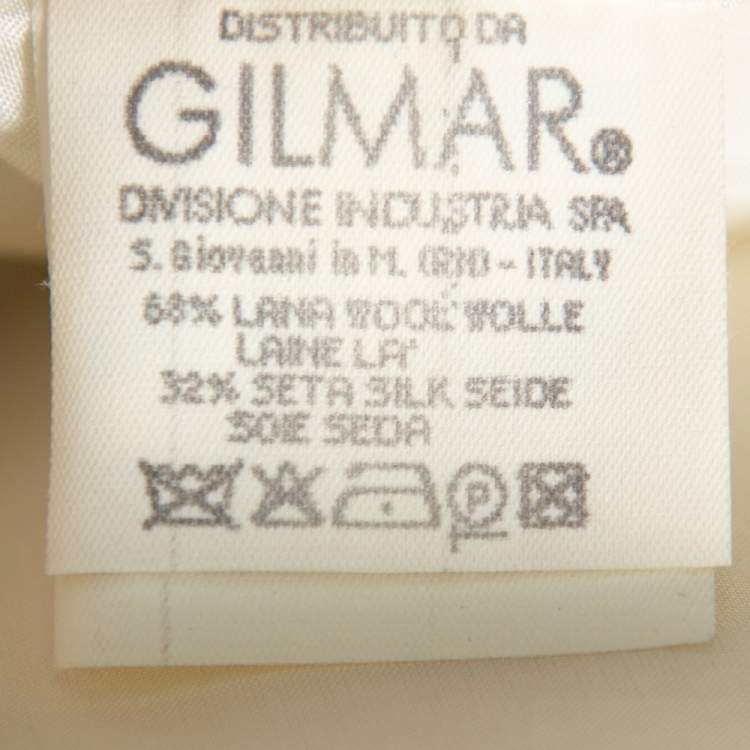 DISTRIBUITO DA
GILMAR®
DIVISIONE INDUSTRIA SPA
S. Giovanni in M. (RN) - ITALY
68% LANA WOOL WOLLE
LAINE LA'
32% SETA SILK SEIDE
SOIE SEDA
P